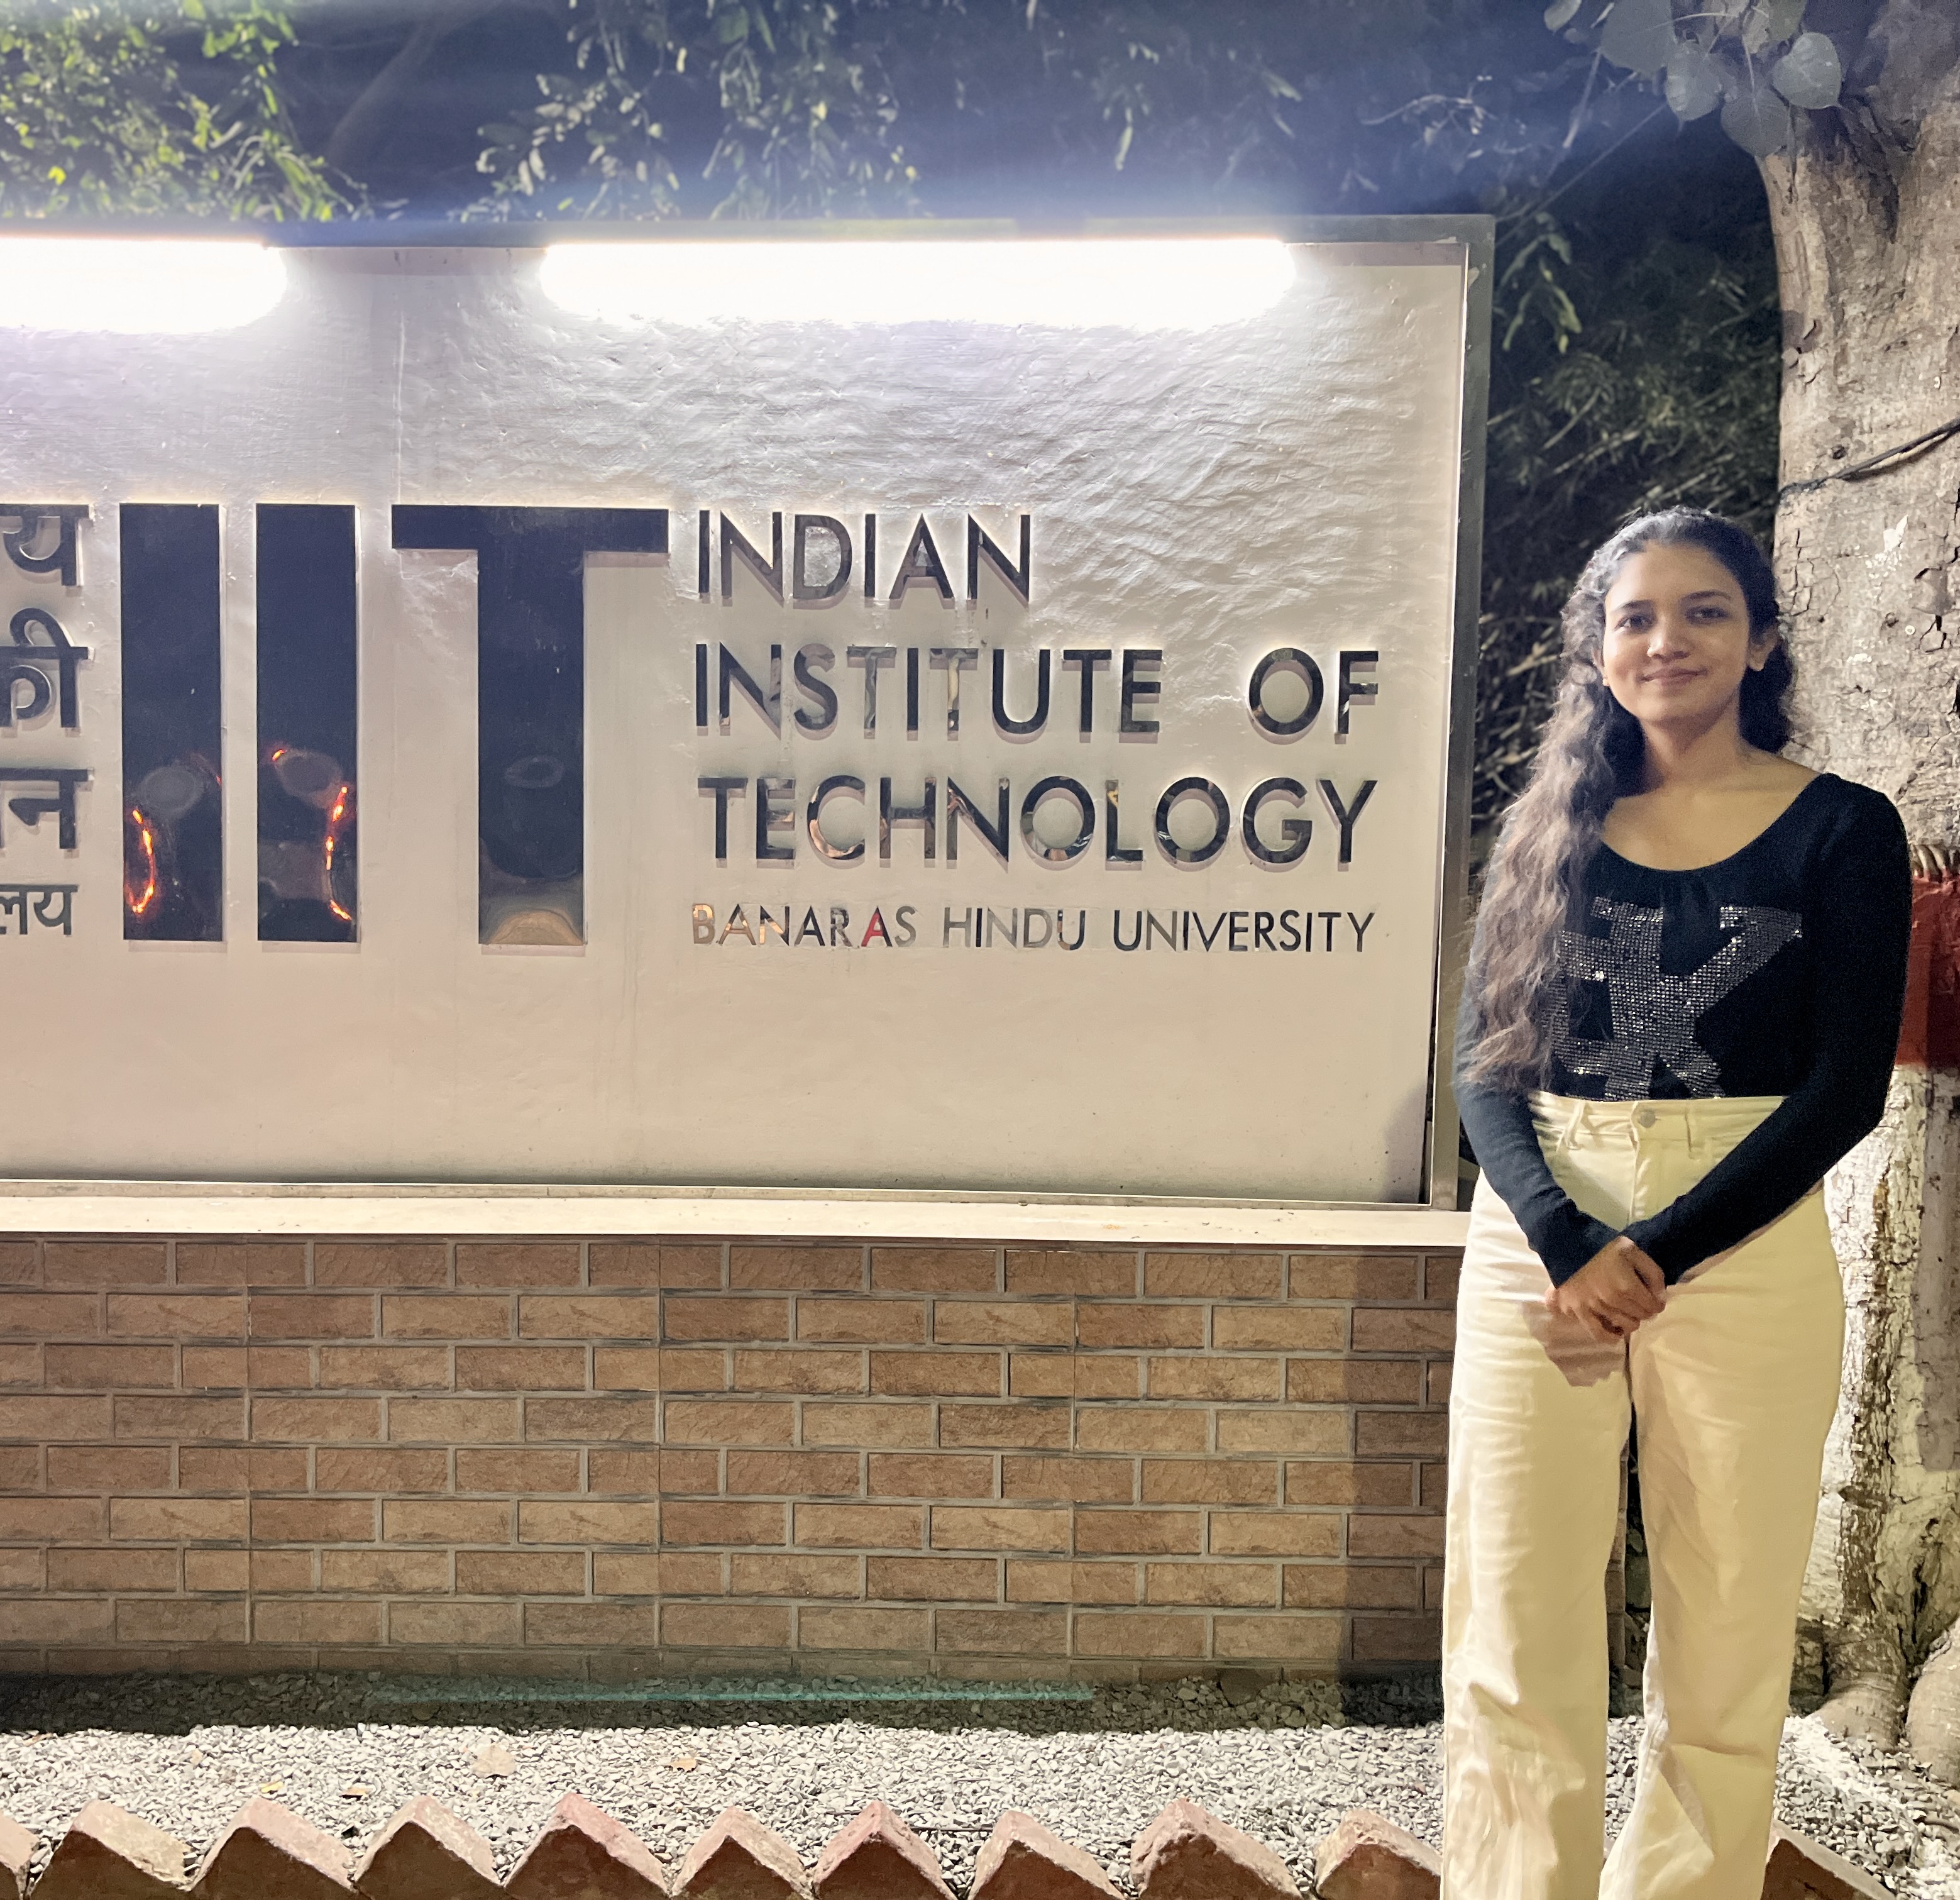 IIT
INDIAN
INSTITUTE OF
TECHNOLOGY
BANARAS HINDU UNIVERSITY